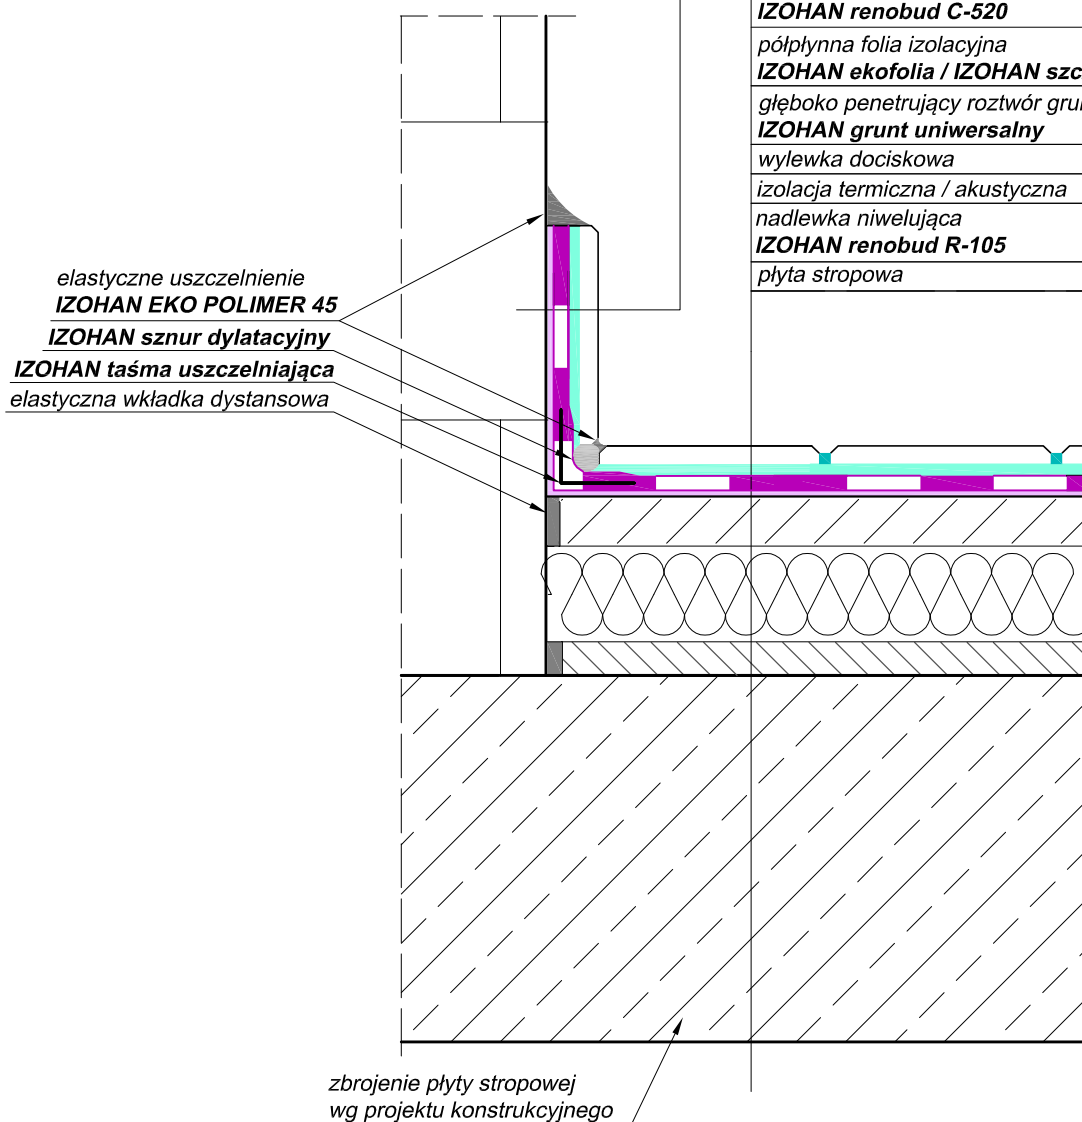 IZOHAN renobud C-520
półpłynna folia izolacyjna
IZOHAN ekofolia / IZOHAN
głęboko penetrujący roztwór
IZOHAN grunt uniwersalny
wylewka dociskowa
izolacja termiczna / akustyczna
nadlewka niwelująca
IZOHAN renobud R-105
płyta stropowa
elastyczne uszczelnienie
IZOHAN EKO POLIMER 45
IZOHAN sznur dylatacyjny
IZOHAN taśma uszczelniająca
elastyczna wkładka dystansowa
zbrojenie płyty stropowej
wg projektu konstrukcyjnego